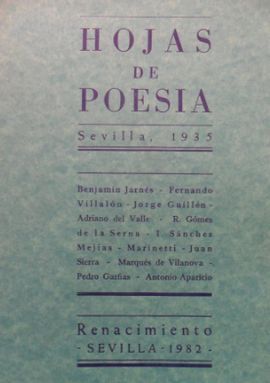 HOJAS
DE
POESIA
Sevilla, 1935
Benjamín Jarnés - Fernando
Villalón - Jorge Guillén -
Adriano del Valle - R. Gómes
de la Serna - I. Sánchez
Mejías - Marinetti - Juan
Sierra - Marqués de Vilanova -
Pedro Garfias - Antonio Aparicio
Renacimiento
- SEVILLA - 1982 -